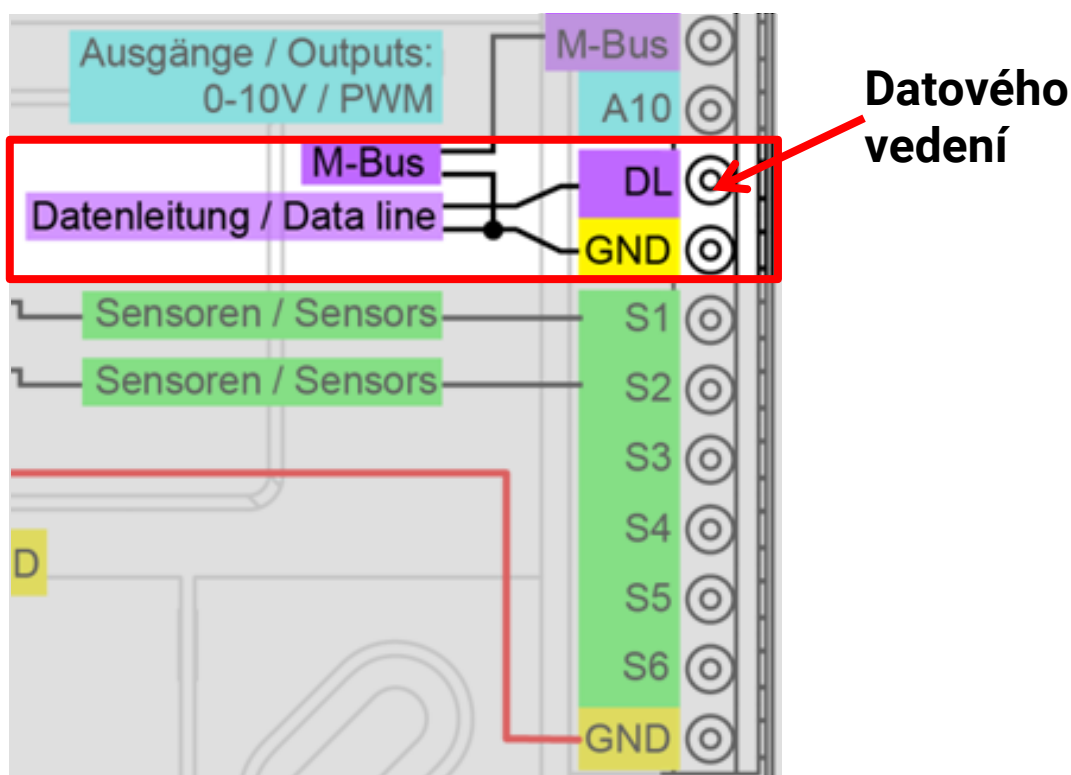 Ausgänge / Outputs:
0-10V / PWM
M-Bus
A10
Datového
vedení
M-Bus
Datenleitung / Data line
DL
GND
Sensoren / Sensors
S1
Sensoren / Sensors
S2
S3
S4
D
S5
S6
GND